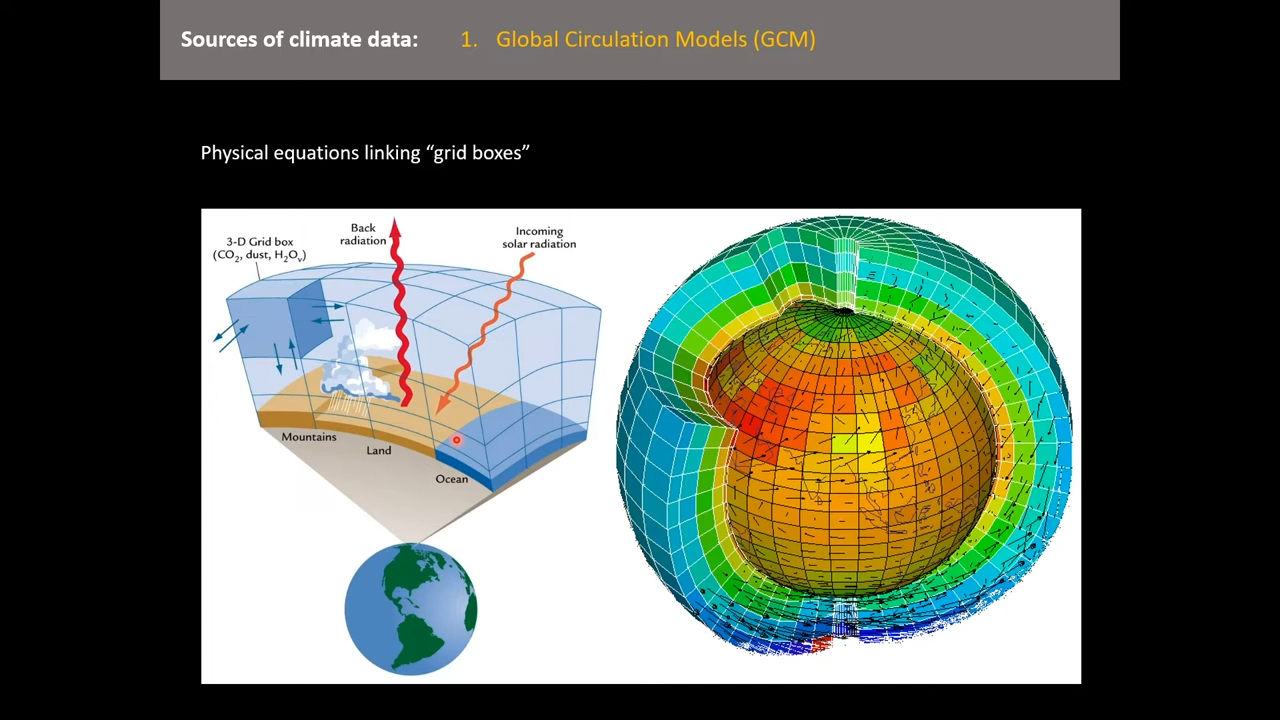 Sources of climate data: 1. Global Circulation Models (GCM)
Physical equations linking “grid boxes”
3-D Grid box
(CO2, dust, H2Ov)
Back
radiation
Incoming
solar radiation
Mountains
Land
Ocean